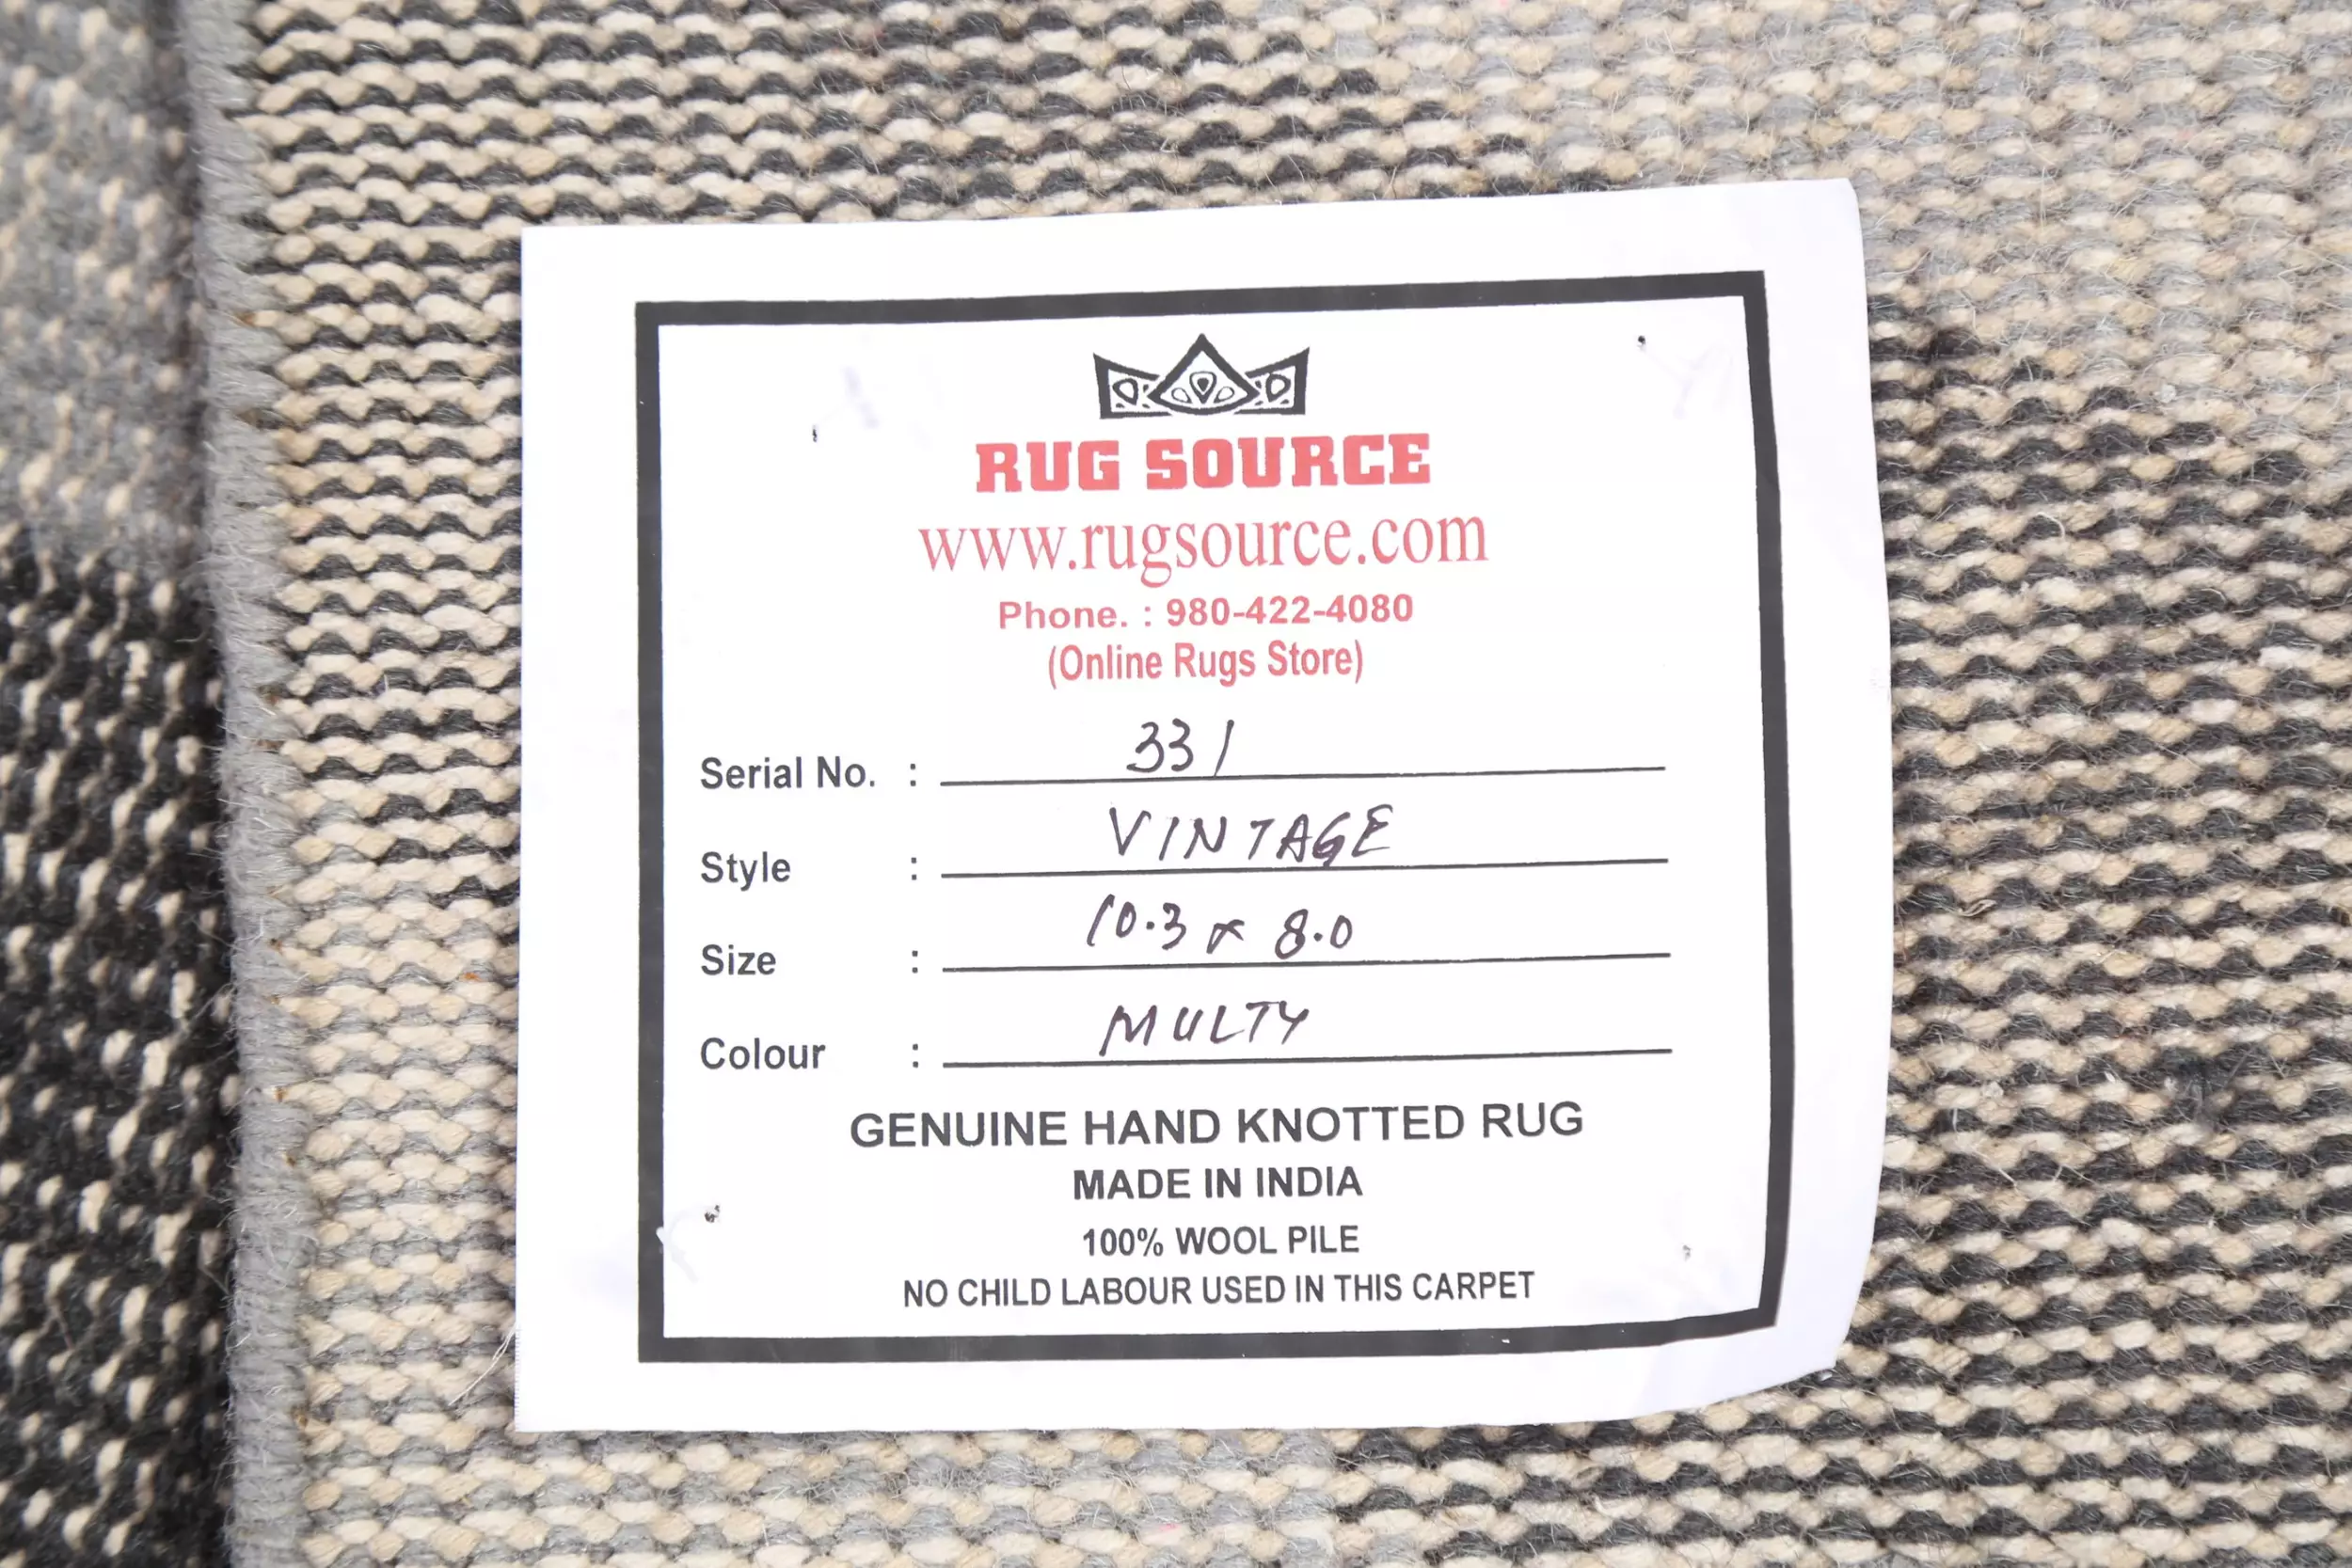 RUG SOURCE
www.rugsource.com
Phone. : 980-422-4080
(Online Rugs Store)
Serial No. : 331
Style : VINTAGE
Size : 10.3 x 8.0
Colour : MULTY
GENUINE HAND KNOTTED RUG
MADE IN INDIA
100% WOOL PILE
NO CHILD LABOUR USED IN THIS CARPET